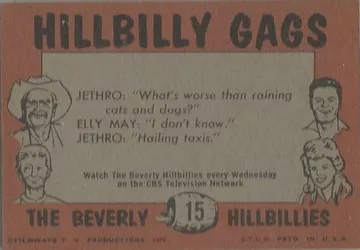 HILLBILLY GAGS
JETHRO: "What's worse than raining
cats and dogs?"
ELLY MAY: "I don't know."
JETHRO: "Hailing taxis."
Watch The Beverly Hillbillies every Wednesday
on the CBS Television Network
THE BEVERLY 15 HILLBILLIES
©FILMWAYS T V PRODUCTIONS INC.
©T.C.G. PRTD. IN U.S.A.